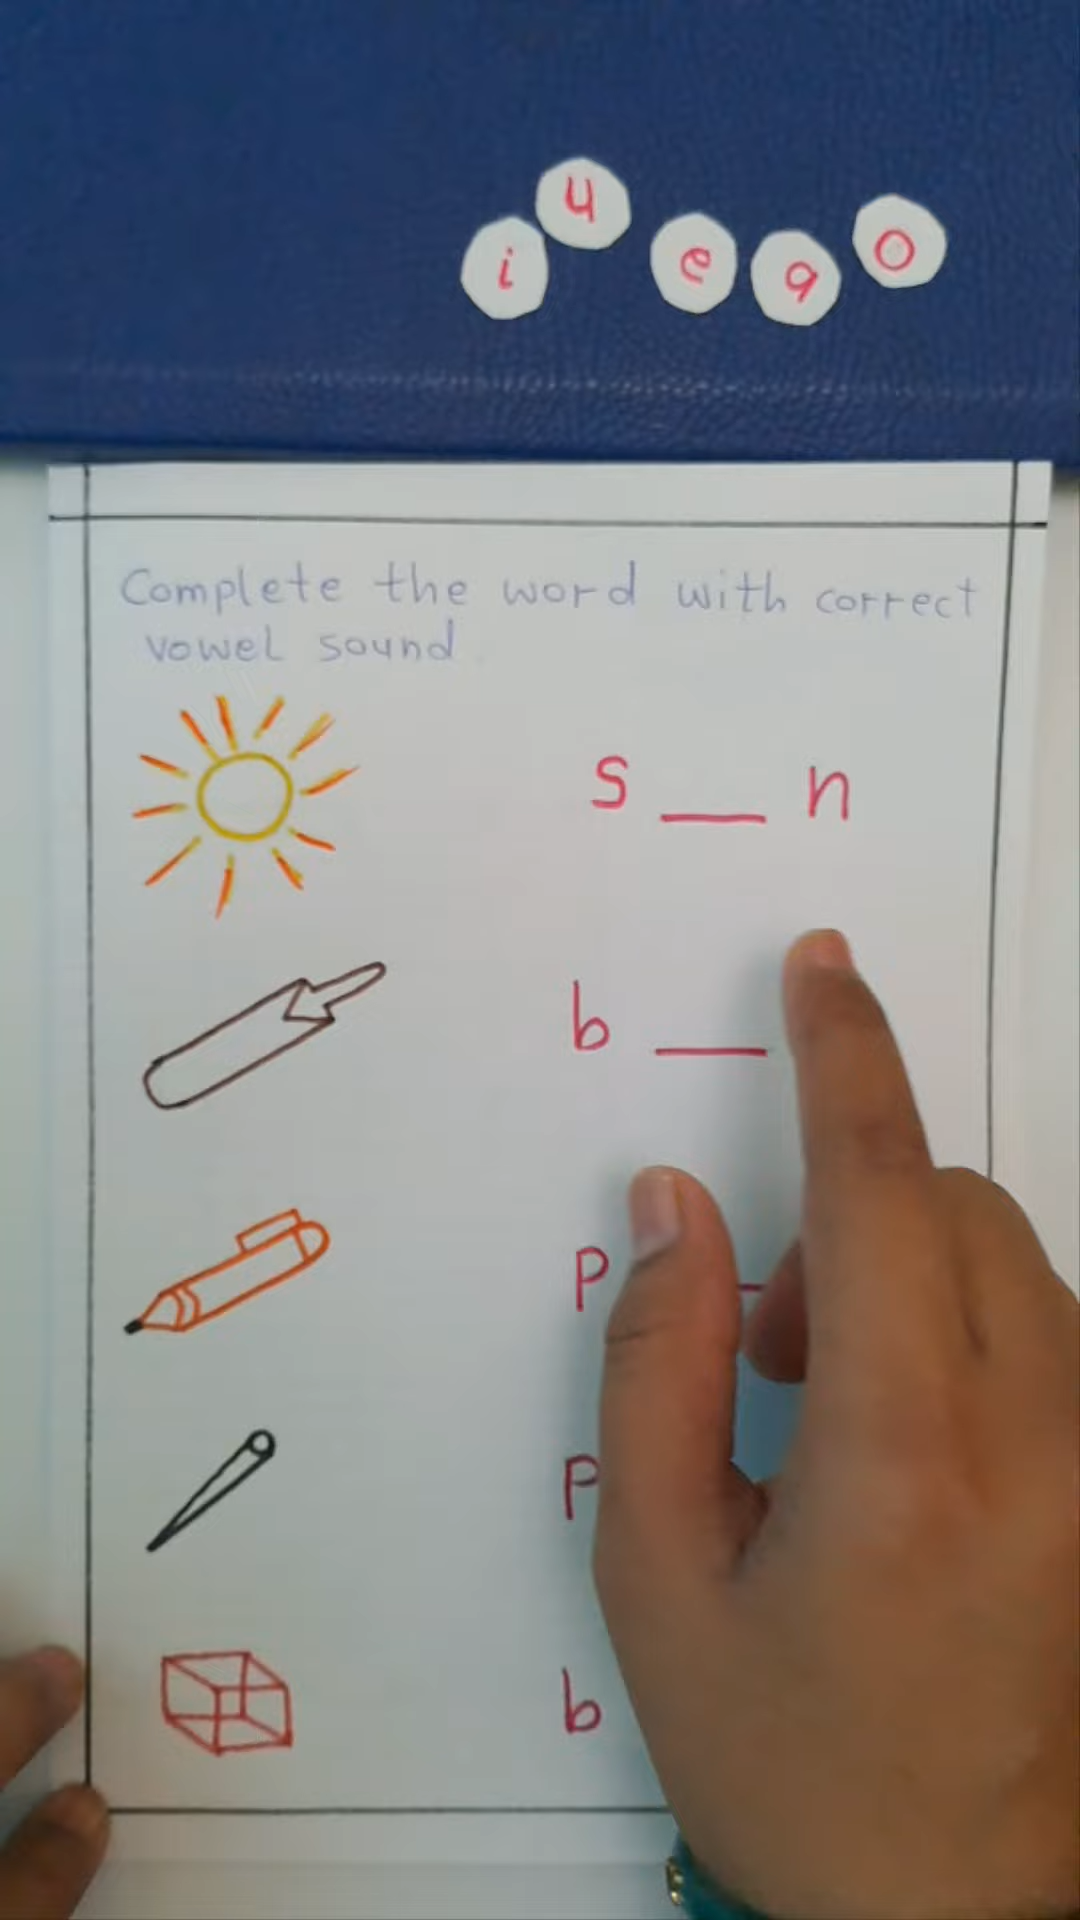 u
i e a o
Complete the word with correct
vowel sound
s __ n
b __
p
p
b